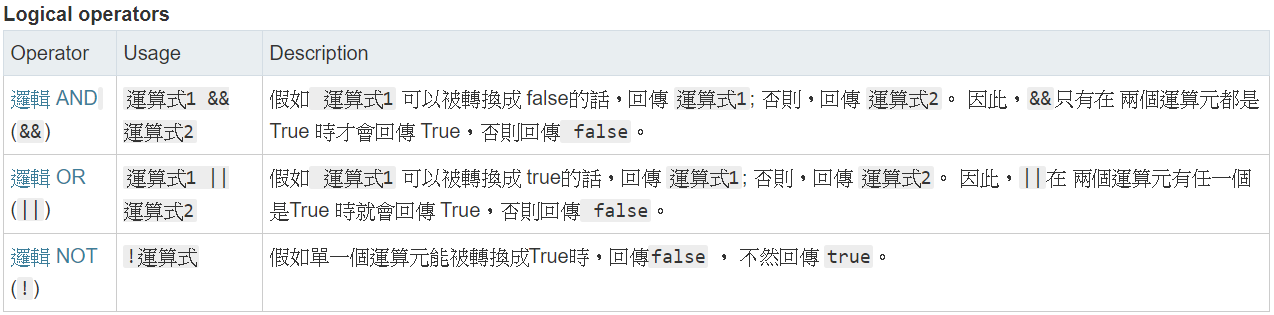 Logical operators
Operator Usage Description
邏輯 AND 運算式1 && 假如 運算式1 可以被轉換成 false的話，回傳 運算式1; 否則，回傳 運算式2。 因此，&&只有在 兩個運算元都是
(&&) 運算式2 True 時才會回傳 True，否則回傳 false。
邏輯 OR 運算式1 || 假如 運算式1 可以被轉換成 true的話，回傳 運算式1; 否則，回傳 運算式2。 因此，||在 兩個運算元有任一個
(||) 運算式2 是True 時就會回傳 True，否則回傳 false。
邏輯 NOT !運算式 假如單一個運算元能被轉換成True時，回傳false ， 不然回傳 true。
(!)